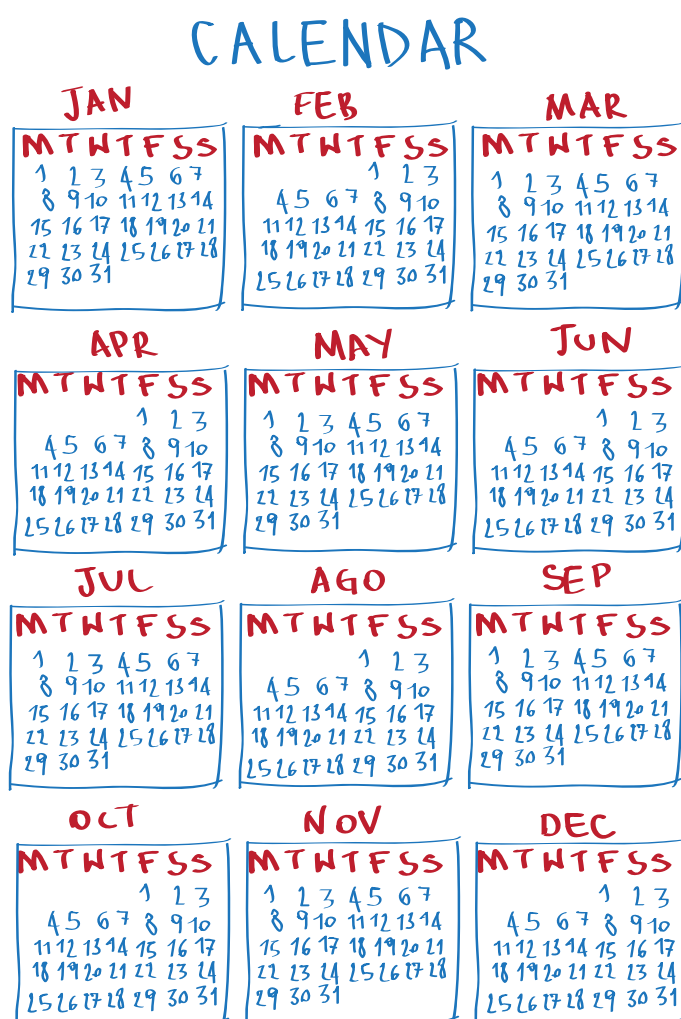 CALENDAR
JAN
M T W T F S S
1 2 3 4 5 6 7
8 9 10 11 12 13 14
15 16 17 18 19 20 21
22 23 24 25 26 27 28
29 30 31
FEB
M T W T F S S
1 2 3
4 5 6 7 8 9 10
11 12 13 14 15 16 17
18 19 20 21 22 23 24
25 26 27 28 29 30 31
MAR
M T W T F S S
1 2 3 4 5 6 7
8 9 10 11 12 13 14
15 16 17 18 19 20 21
22 23 24 25 26 27 28
29 30 31
APR
M T W T F S S
1 2 3
4 5 6 7 8 9 10
11 12 13 14 15 16 17
18 19 20 21 22 23 24
25 26 27 28 29 30 31
MAY
M T W T F S S
1 2 3 4 5 6 7
8 9 10 11 12 13 14
15 16 17 18 19 20 21
22 23 24 25 26 27 28
29 30 31
JUN
M T W T F S S
1 2 3
4 5 6 7 8 9 10
11 12 13 14 15 16 17
18 19 20 21 22 23 24
25 26 27 28 29 30 31
JUL
M T W T F S S
1 2 3 4 5 6 7
8 9 10 11 12 13 14
15 16 17 18 19 20 21
22 23 24 25 26 27 28
29 30 31
AGO
M T W T F S S
1 2 3
4 5 6 7 8 9 10
11 12 13 14 15 16 17
18 19 20 21 22 23 24
25 26 27 28 29 30 31
SEP
M T W T F S S
1 2 3 4 5 6 7
8 9 10 11 12 13 14
15 16 17 18 19 20 21
22 23 24 25 26 27 28
29 30 31
OCT
M T W T F S S
1 2 3
4 5 6 7 8 9 10
11 12 13 14 15 16 17
18 19 20 21 22 23 24
25 26 27 28 29 30 31
NOV
M T W T F S S
1 2 3 4 5 6 7
8 9 10 11 12 13 14
15 16 17 18 19 20 21
22 23 24 25 26 27 28
29 30 31
DEC
M T W T F S S
1 2 3
4 5 6 7 8 9 10
11 12 13 14 15 16 17
18 19 20 21 22 23 24
25 26 27 28 29 30 31